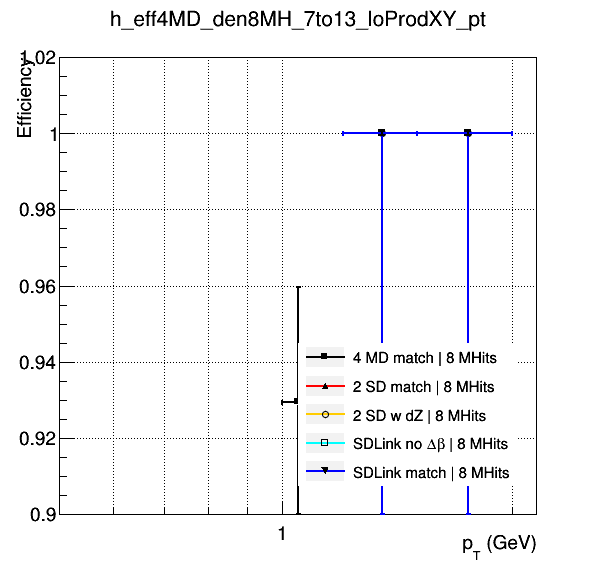 h_eff4MD_den8MH_7to13_loProdXY_pt
Efficiency
1.02
1
0.98
0.96
0.94
0.92
0.9
4 MD match | 8 MHits
2 SD match | 8 MHits
2 SD w dZ | 8 MHits
SDLink no Δβ | 8 MHits
SDLink match | 8 MHits
1
p_T (GeV)